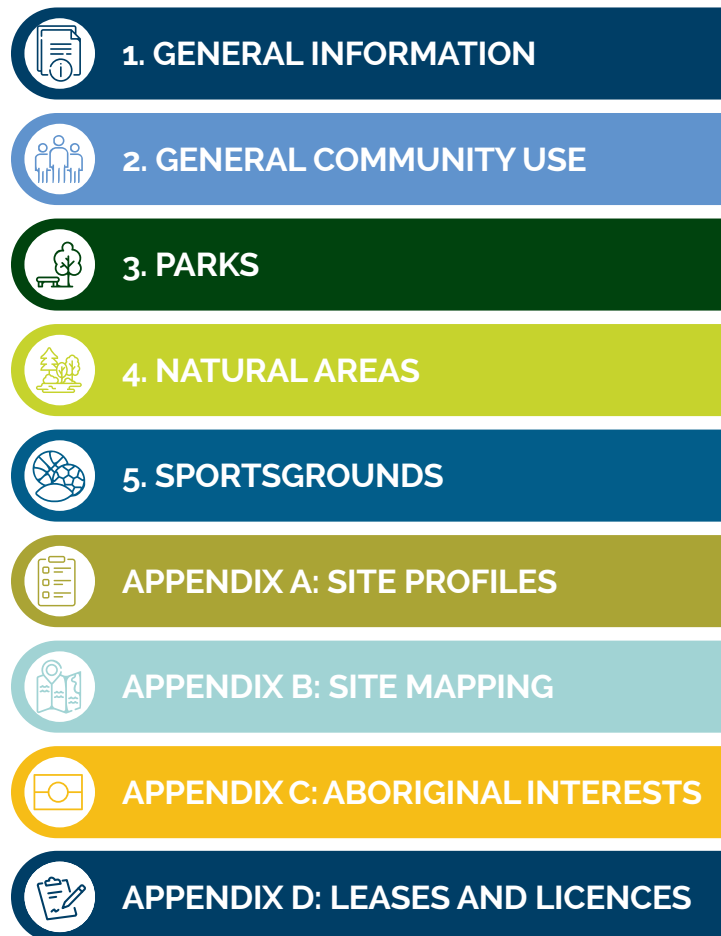 1. GENERAL INFORMATION
2. GENERAL COMMUNITY USE
3. PARKS
4. NATURAL AREAS
5. SPORTSGROUNDS
APPENDIX A: SITE PROFILES
APPENDIX B: SITE MAPPING
APPENDIX C: ABORIGINAL INTERESTS
APPENDIX D: LEASES AND LICENCES